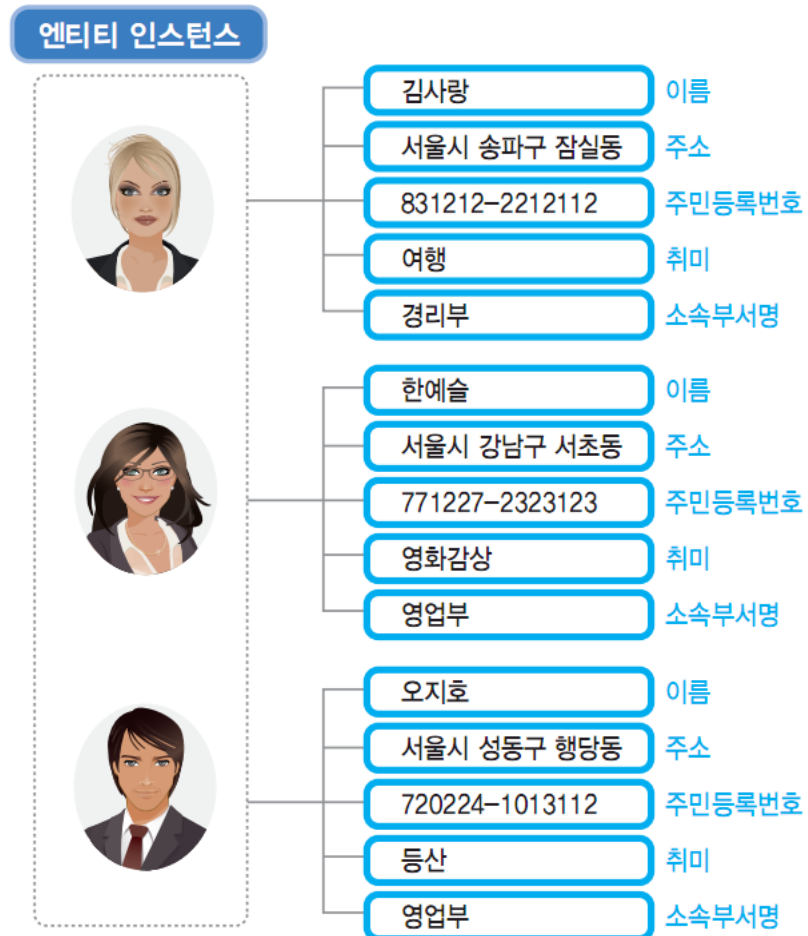 엔티티 인스턴스
김사랑 이름
서울시 송파구 잠실동 주소
831212-2212112 주민등록번호
여행 취미
경리부 소속부서명
한예슬 이름
서울시 강남구 서초동 주소
771227-2323123 주민등록번호
영화감상 취미
영업부 소속부서명
오지호 이름
서울시 성동구 행당동 주소
720224-1013112 주민등록번호
등산 취미
영업부 소속부서명